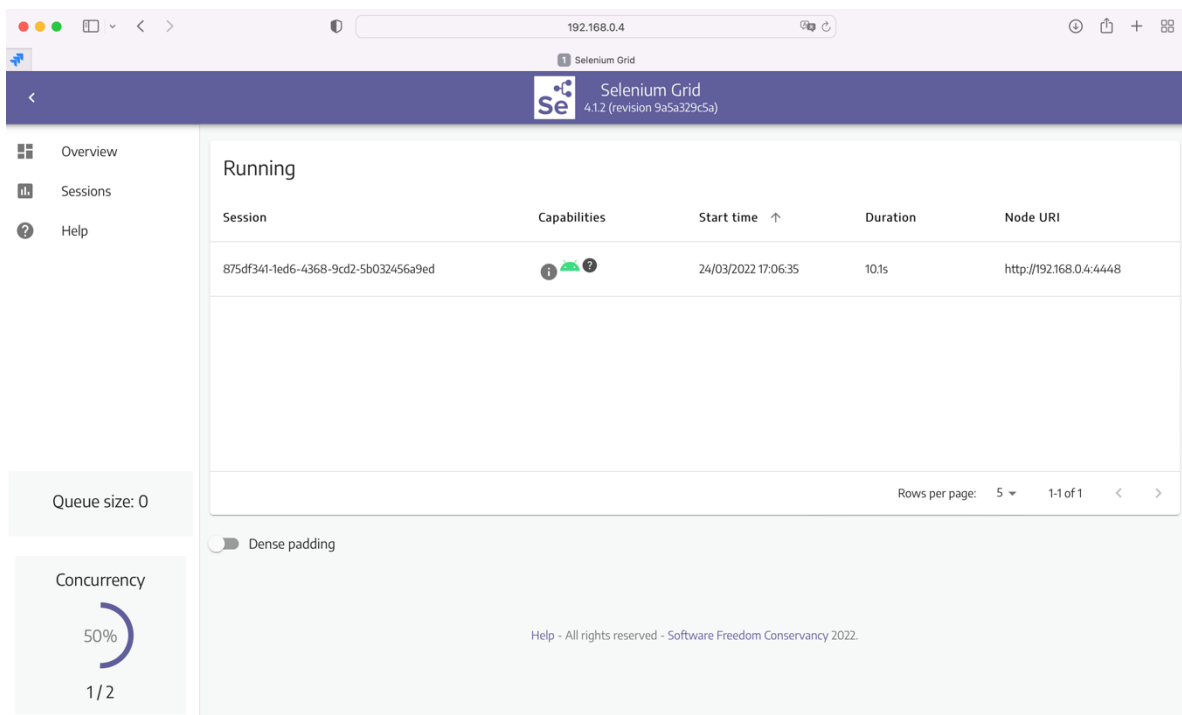 192.168.0.4
1 Selenium Grid
Se
Selenium Grid
4.1.2 (revision 9a5a329c5a)
Overview
Sessions
Help
Running
Session Capabilities Start time Duration Node URI
875df341-1ed6-4368-9cd2-5b032456a9ed 24/03/2022 17:06:35 10.1s http://192.168.0.4:4448
Rows per page: 5 1-1 of 1
Queue size: 0
Dense padding
Concurrency
50%
1 / 2
Help - All rights reserved - Software Freedom Conservancy 2022.